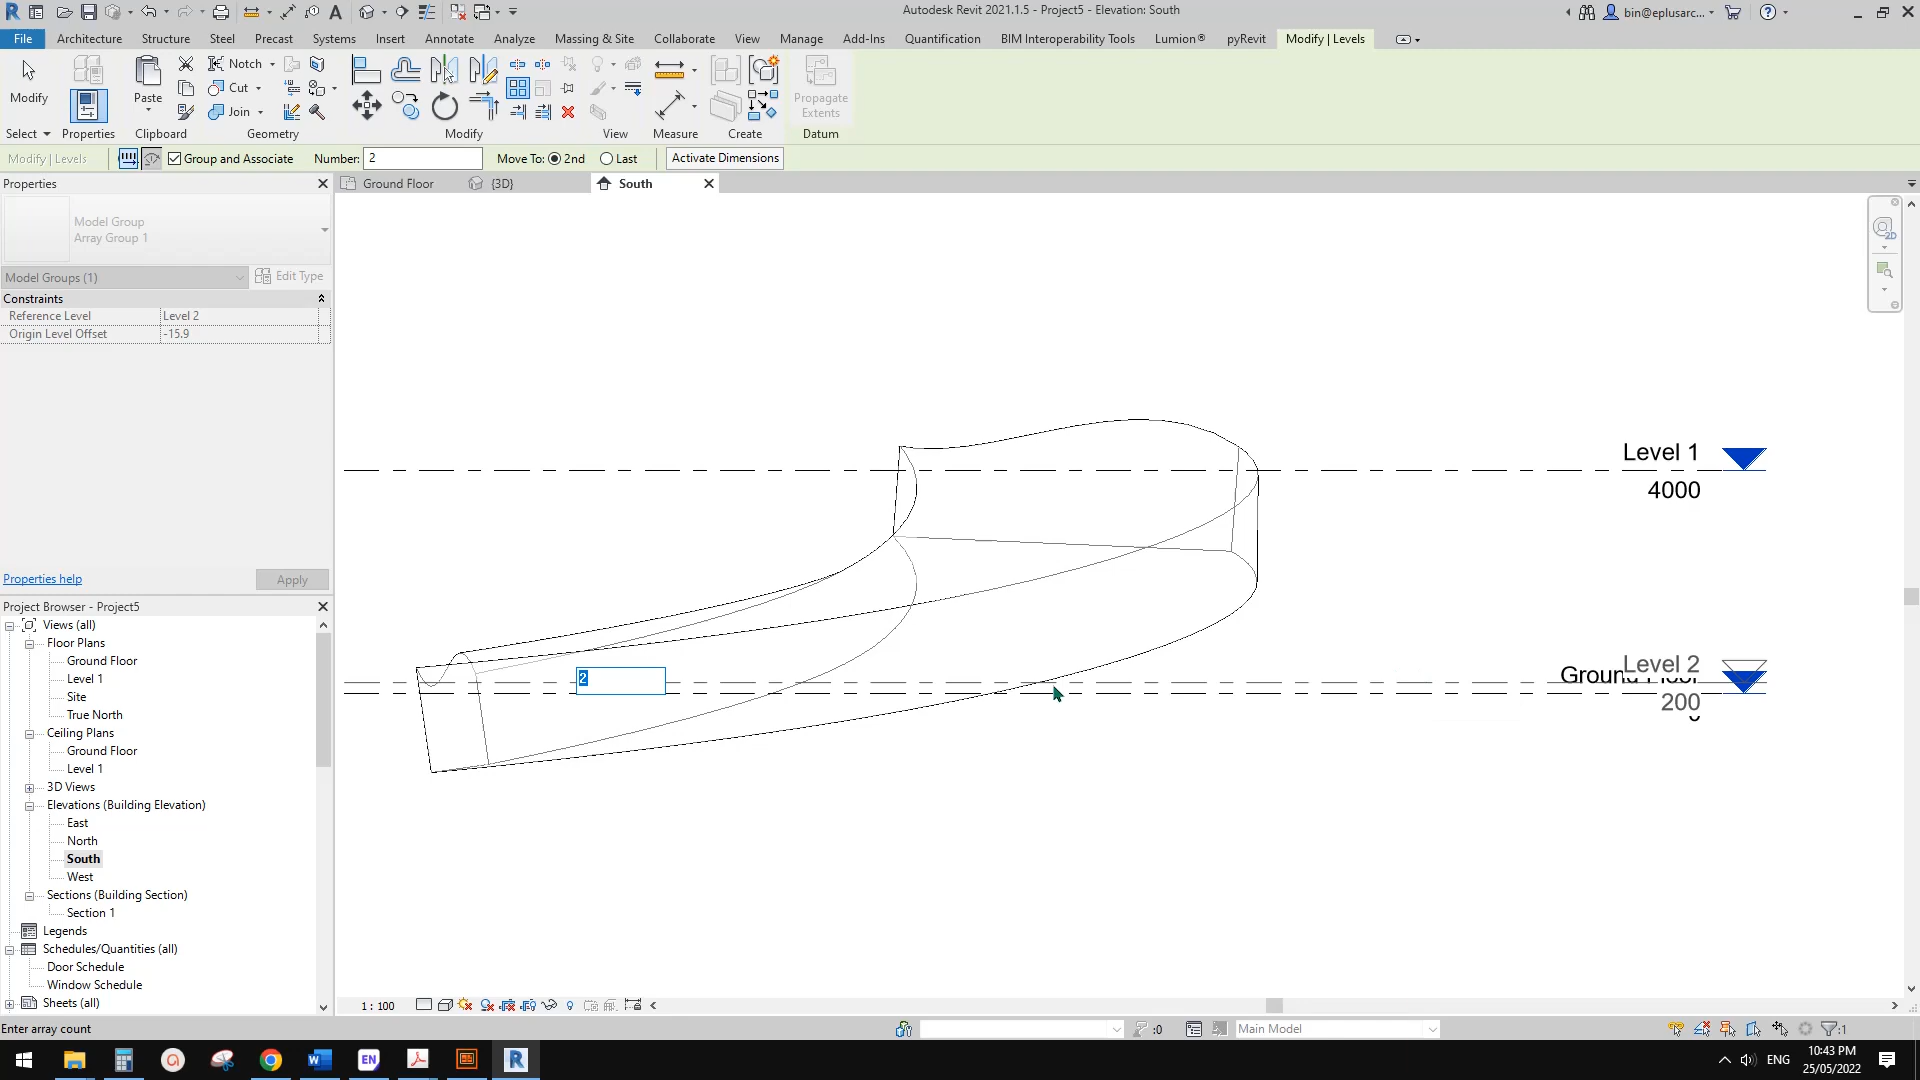 Autodesk Revit 2021.1.5 - Project5 - Elevation: South
bin@eplusarc...
File Architecture Structure Steel Precast Systems Insert Annotate Analyze Massing & Site Collaborate View Manage Add-Ins Quantification BIM Interoperability Tools Lumion® pyRevit Modify | Levels
Modify
Paste
Notch
Cut
Join
Propagate
Extents
Select Properties Clipboard Geometry Modify View Measure Create Datum
Modify | Levels Group and Associate Number: 2 Move To: 2nd Last Activate Dimensions
Properties
Ground Floor {3D} South
2D
Model Group
Array Group 1
Model Groups (1) Edit Type
Constraints
Reference Level Level 2
Origin Level Offset -15.9
Properties help Apply
Project Browser - Project5
Views (all)
Floor Plans
Ground Floor
Level 1
Site
True North
Ceiling Plans
Ground Floor
Level 1
3D Views
Elevations (Building Elevation)
East
North
South
West
Sections (Building Section)
Section 1
Legends
Schedules/Quantities (all)
Door Schedule
Window Schedule
Sheets (all)
Level 1
4000
2
Level 2
Ground Floor
200
0
1 : 100
Enter array count
:0
Main Model
:1
EN
ENG
10:43 PM
25/05/2022